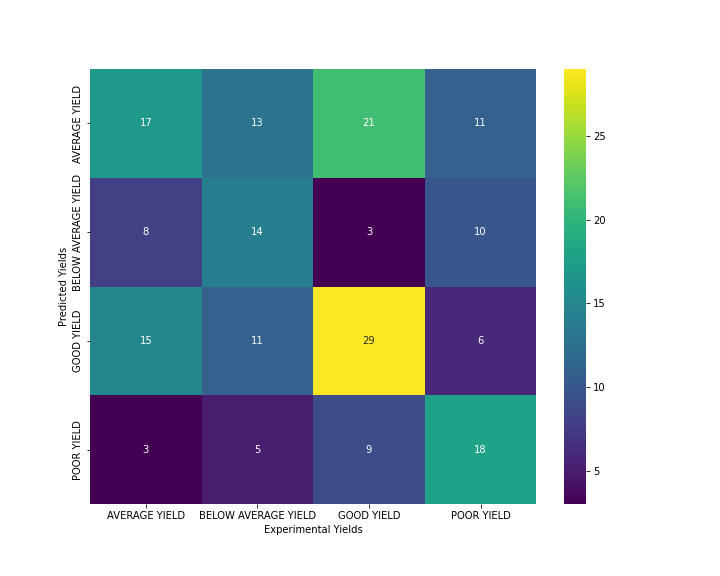 AVERAGE YIELD
17 13 21 11
BELOW AVERAGE YIELD
8 14 3 10
GOOD YIELD
15 11 29 6
POOR YIELD
3 5 9 18
Predicted Yields
AVERAGE YIELD BELOW AVERAGE YIELD GOOD YIELD POOR YIELD
Experimental Yields
25
20
15
10
5